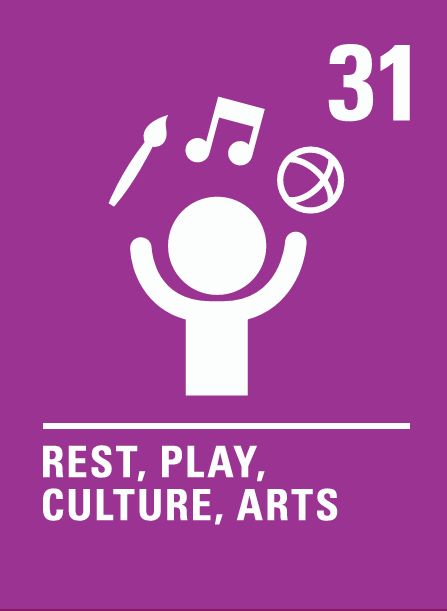 31
REST, PLAY,
CULTURE, ARTS